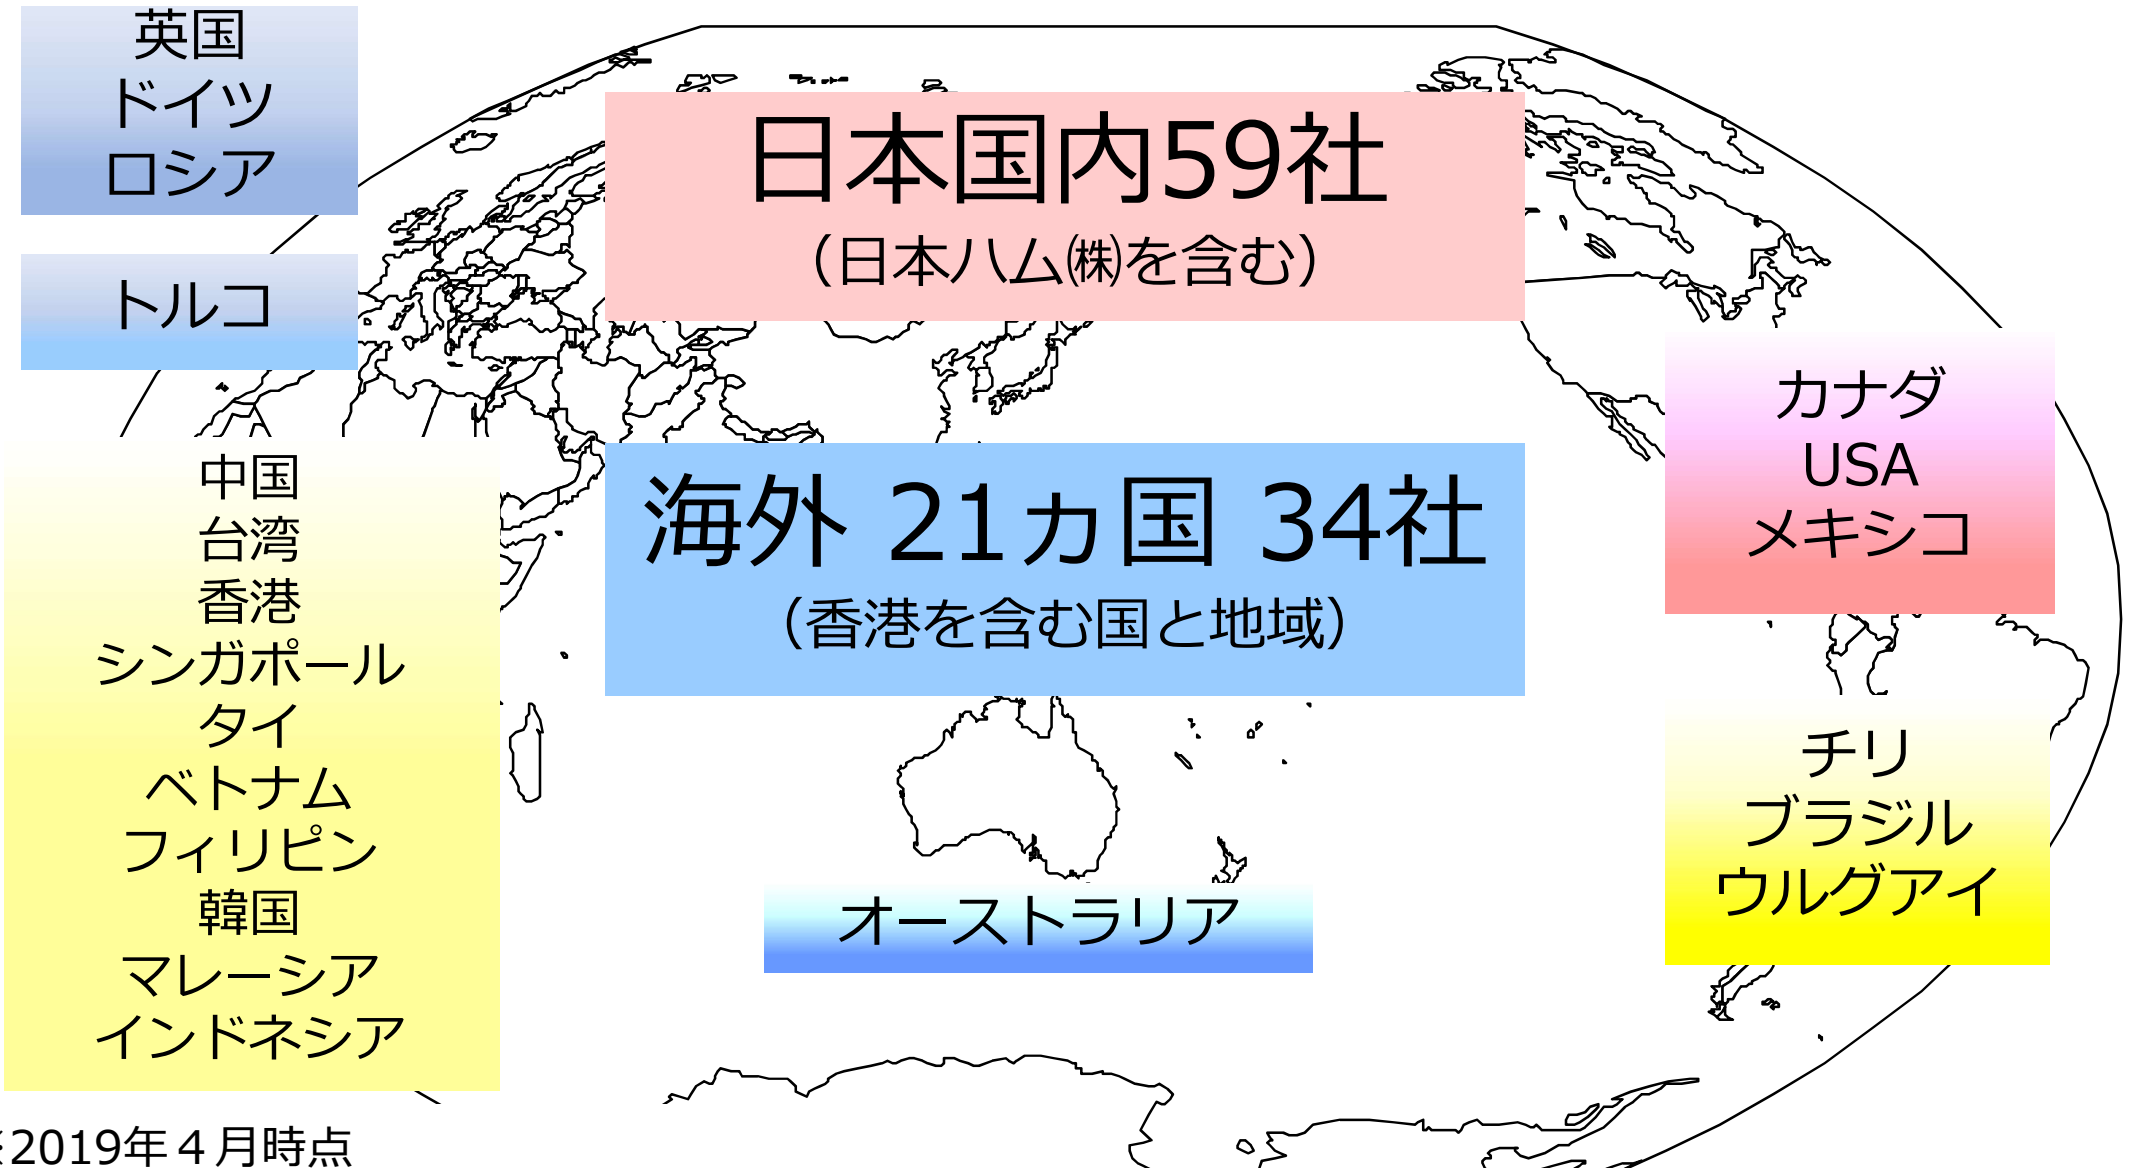 英国
ドイツ
ロシア
トルコ
日本国内59社
（日本ハム㈱を含む）
海外 21ヵ国 34社
（香港を含む国と地域）
カナダ
USA
メキシコ
中国
台湾
香港
シンガポール
タイ
ベトナム
フィリピン
韓国
マレーシア
インドネシア
チリ
ブラジル
ウルグアイ
オーストラリア
※2019年４月時点